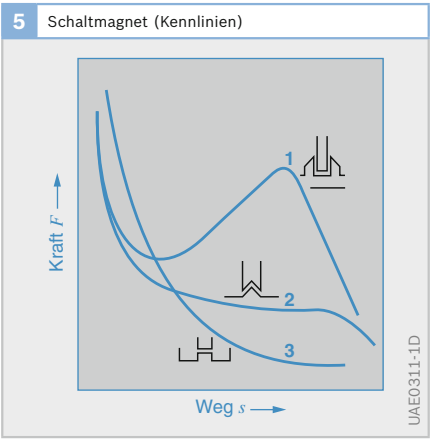 5 Schaltmagnet (Kennlinien)
1
Kraft F
2
3
Weg s
UAE0311-1D